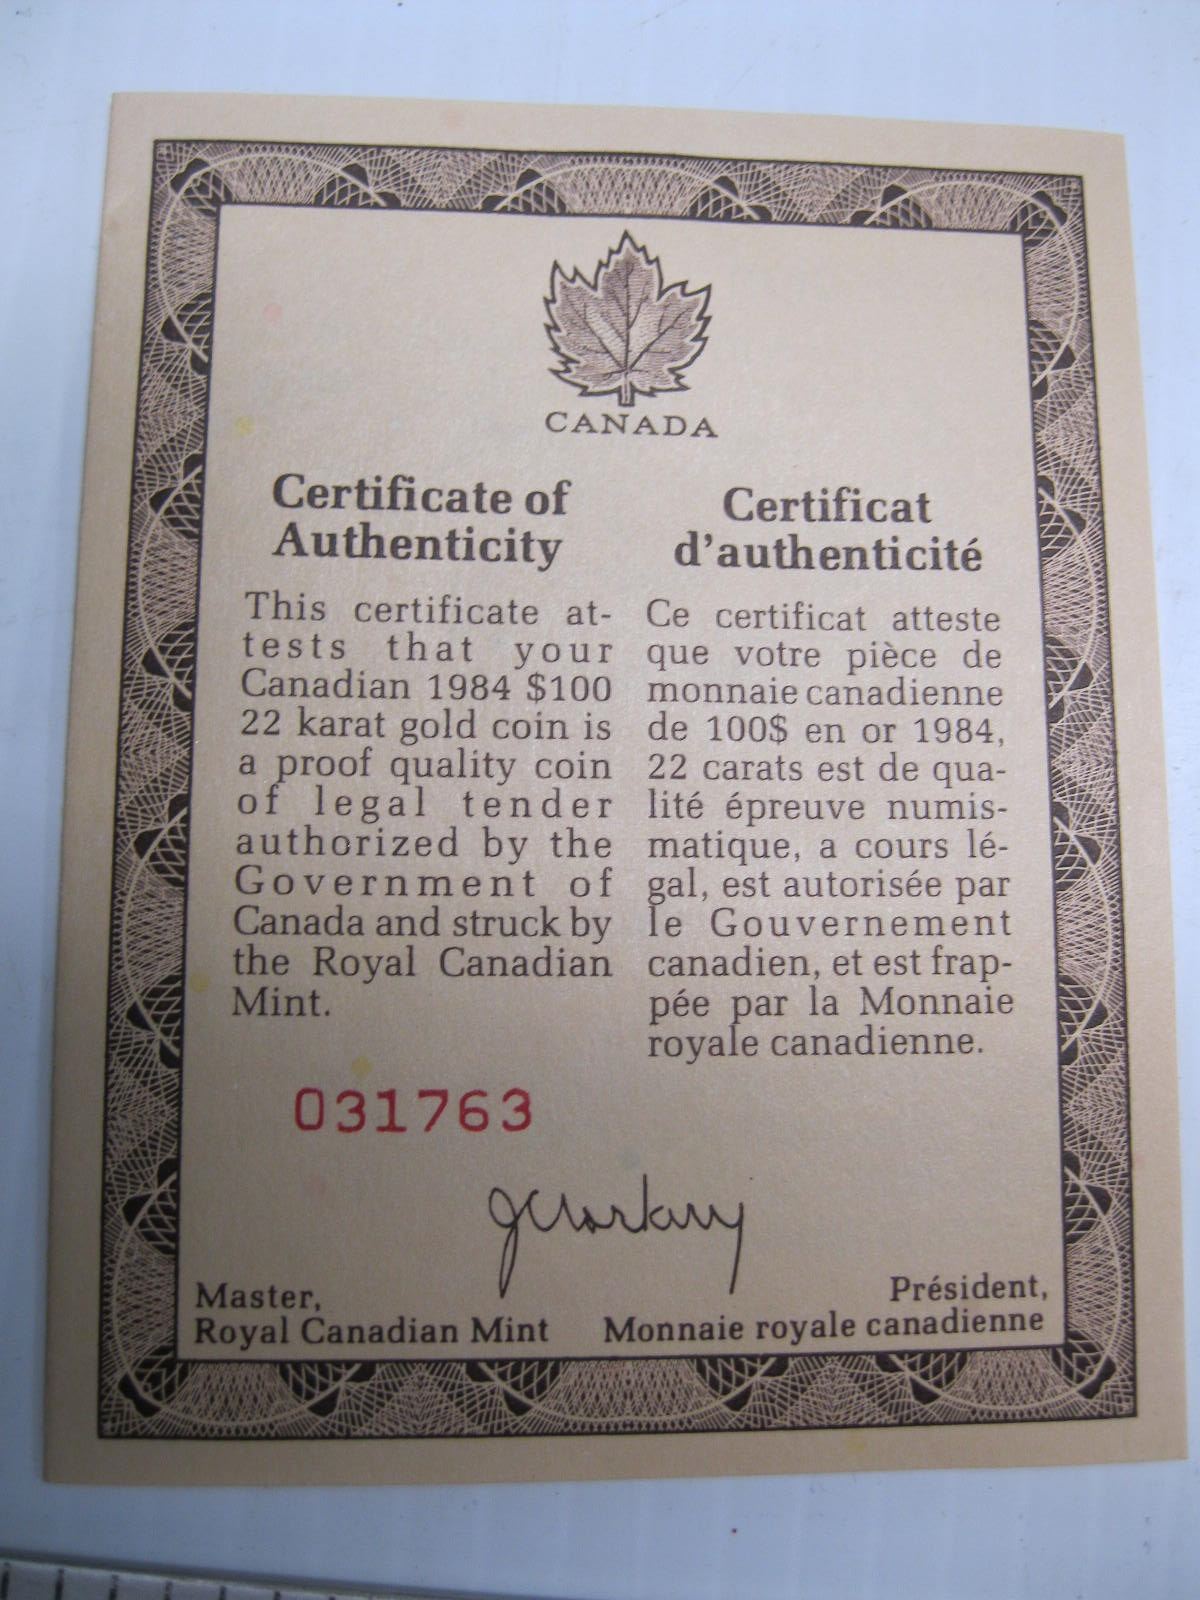 CANADA
Certificate of
Authenticity
This certificate at-
tests that your
Canadian 1984 $100
22 karat gold coin is
a proof quality coin
of legal tender
authorized by the
Government of
Canada and struck by
the Royal Canadian
Mint.
Certificat
d'authenticité
Ce certificat atteste
que votre pièce de
monnaie canadienne
de 100$ en or 1984,
22 carats est de qua-
lité épreuve numis-
matique, a cours lé-
gal, est autorisée par
le Gouvernement
canadien, et est frap-
pée par la Monnaie
royale canadienne.
031763
Master,
Royal Canadian Mint
Président,
Monnaie royale canadienne